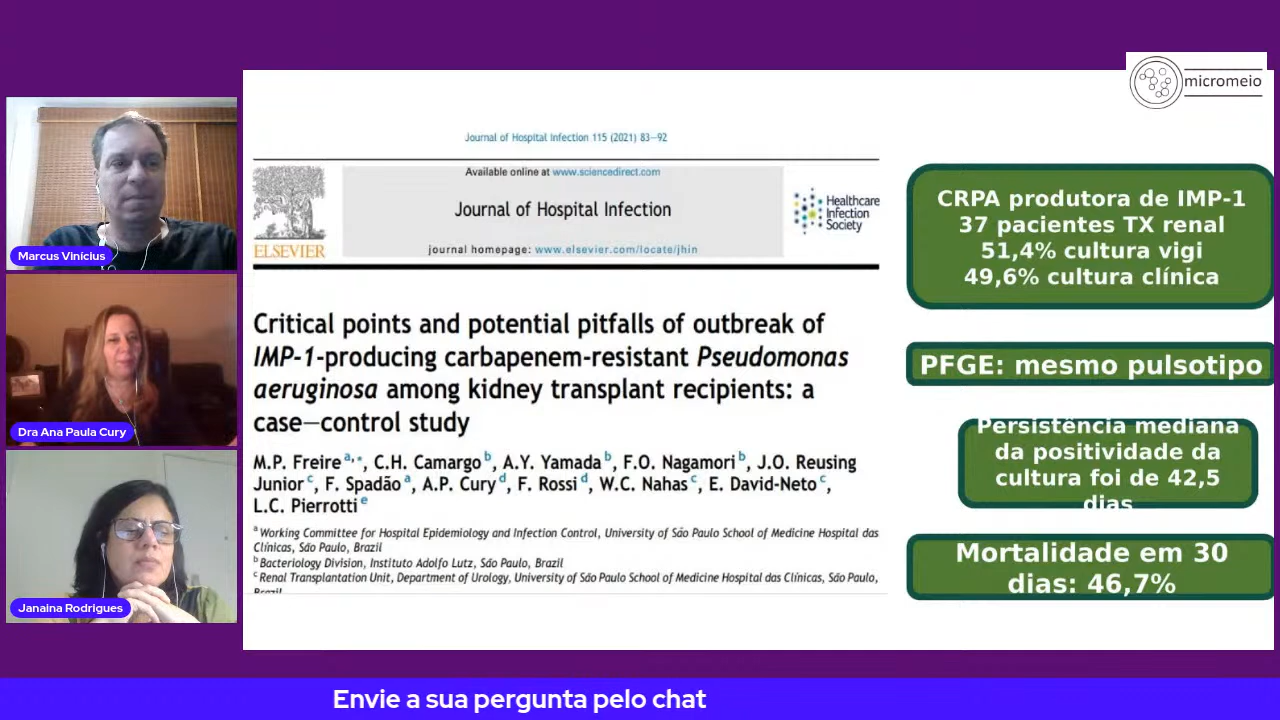 micromeio
Journal of Hospital Infection 115 (2021) 83–92
Available online at www.sciencedirect.com
Journal of Hospital Infection
journal homepage: www.elsevier.com/locate/jhin
ELSEVIER
Healthcare
Infection
Society
Critical points and potential pitfalls of outbreak of
IMP-1-producing carbapenem-resistant Pseudomonas
aeruginosa among kidney transplant recipients: a
case–control study
M.P. Freire a,*, C.H. Camargo b, A.Y. Yamada b, F.O. Nagamori b, J.O. Reusing
Junior c, F. Spadão a, A.P. Cury d, F. Rossi d, W.C. Nahas c, E. David-Neto c,
L.C. Pierrotti e
a Working Committee for Hospital Epidemiology and Infection Control, University of São Paulo School of Medicine Hospital das
Clínicas, São Paulo, Brazil
b Bacteriology Division, Instituto Adolfo Lutz, São Paulo, Brazil
c Renal Transplantation Unit, Department of Urology, University of São Paulo School of Medicine Hospital das Clínicas, São Paulo,
Brazil
CRPA produtora de IMP-1
37 pacientes TX renal
51,4% cultura vigi
49,6% cultura clínica
PFGE: mesmo pulsotipo
Persistência mediana
da positividade da
cultura foi de 42,5
dias
Mortalidade em 30
dias: 46,7%
Marcus Vinícius
Dra Ana Paula Cury
Janaina Rodrigues
Envie a sua pergunta pelo chat